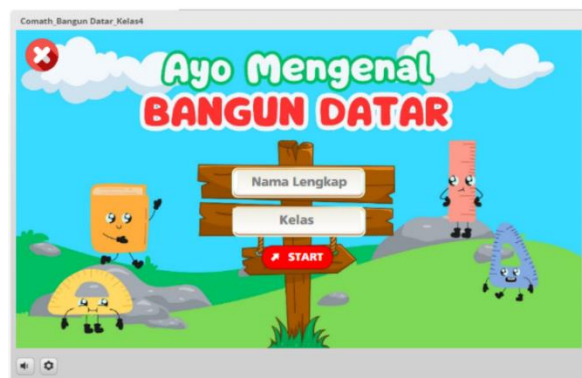 Comath_Bangun Datar_Kelas4
Ayo Mengenal
BANGUN DATAR
Nama Lengkap
Kelas
START